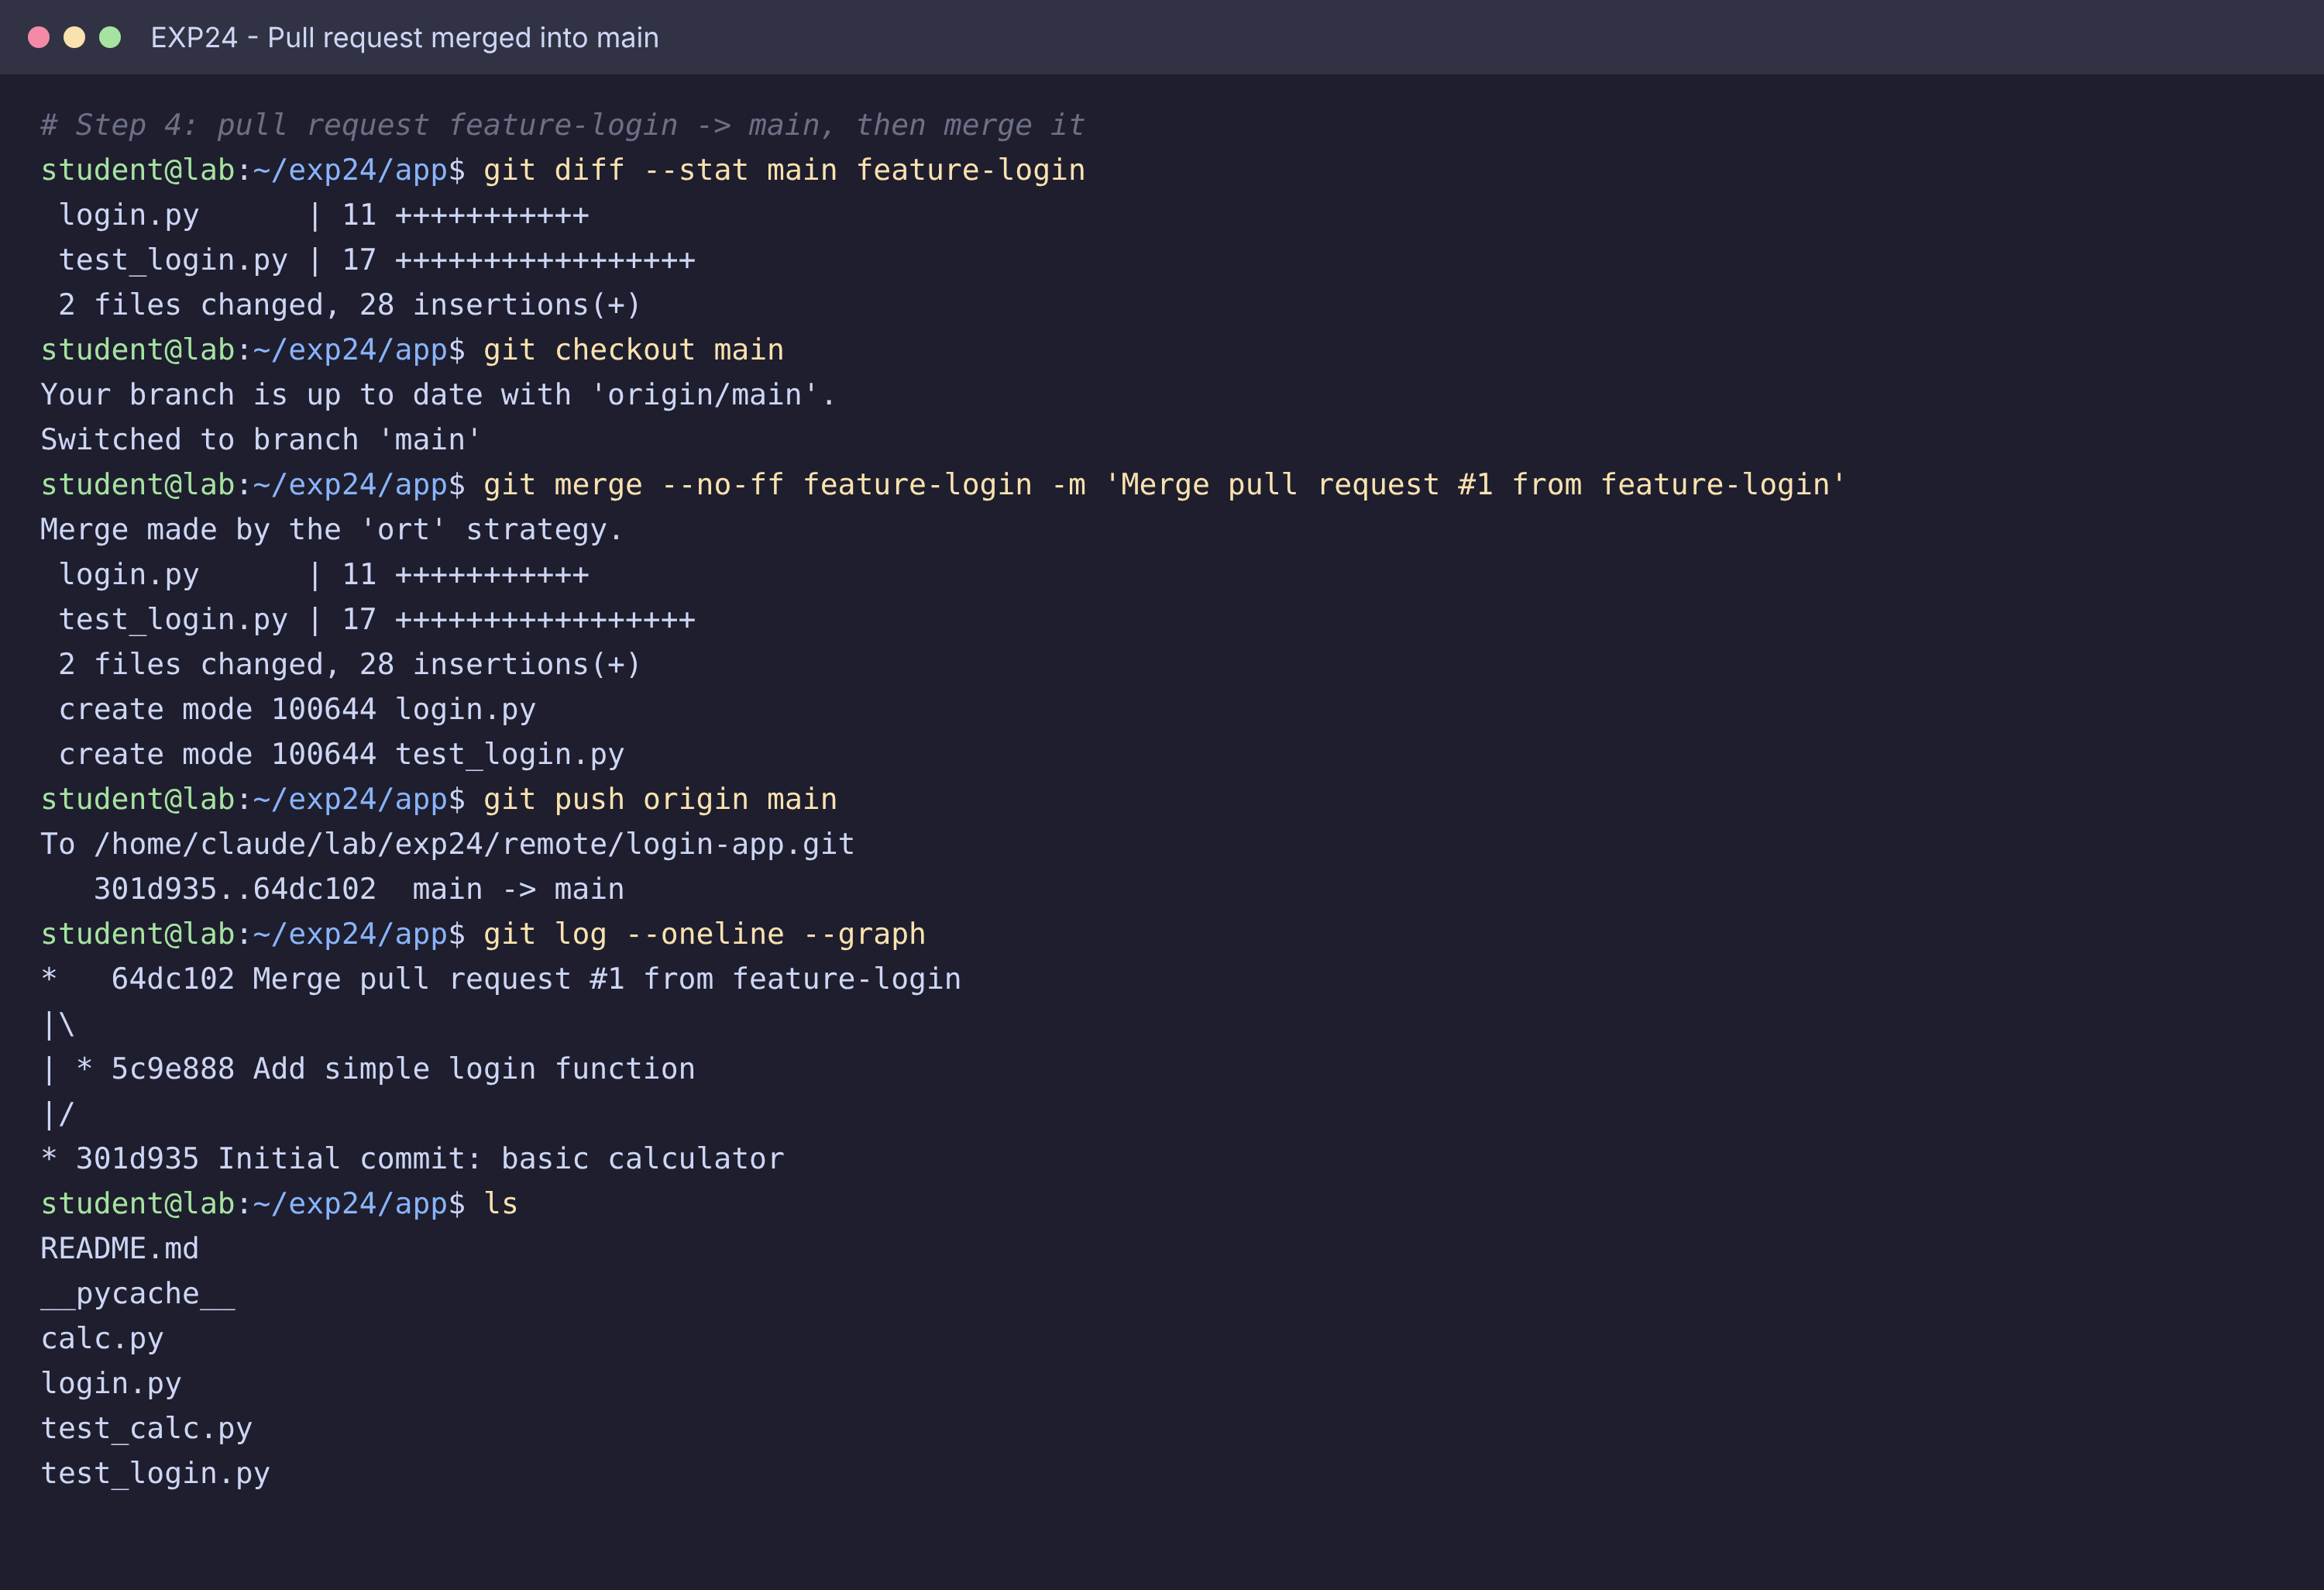 EXP24 - Pull request merged into main
# Step 4: pull request feature-login -> main, then merge it
student@lab:~/exp24/app$ git diff --stat main feature-login
 login.py      | 11 +++++++++++
 test_login.py | 17 +++++++++++++++++
 2 files changed, 28 insertions(+)
student@lab:~/exp24/app$ git checkout main
Your branch is up to date with 'origin/main'.
Switched to branch 'main'
student@lab:~/exp24/app$ git merge --no-ff feature-login -m 'Merge pull request #1 from feature-login'
Merge made by the 'ort' strategy.
 login.py      | 11 +++++++++++
 test_login.py | 17 +++++++++++++++++
 2 files changed, 28 insertions(+)
 create mode 100644 login.py
 create mode 100644 test_login.py
student@lab:~/exp24/app$ git push origin main
To /home/claude/lab/exp24/remote/login-app.git
   301d935..64dc102  main -> main
student@lab:~/exp24/app$ git log --oneline --graph
*   64dc102 Merge pull request #1 from feature-login
|\
| * 5c9e888 Add simple login function
|/
* 301d935 Initial commit: basic calculator
student@lab:~/exp24/app$ ls
README.md
__pycache__
calc.py
login.py
test_calc.py
test_login.py